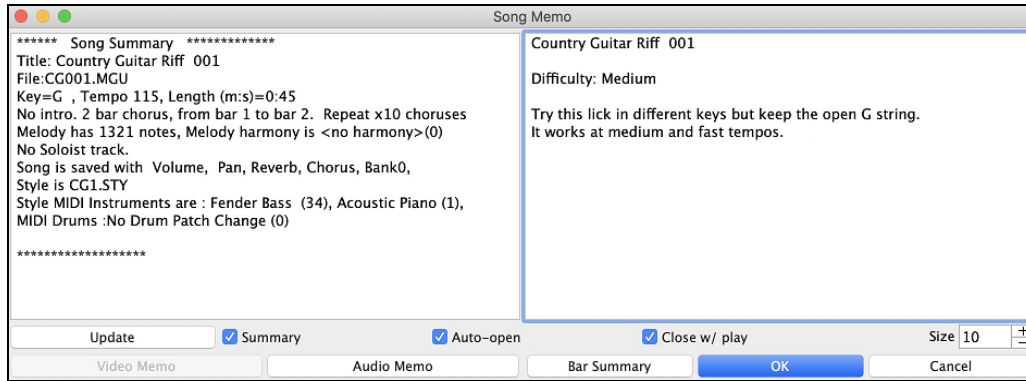 Song Memo
****** Song Summary *************
Title: Country Guitar Riff 001
File:CG001.MGU
Key=G , Tempo 115, Length (m:s)=0:45
No intro. 2 bar chorus, from bar 1 to bar 2. Repeat x10 choruses
Melody has 1321 notes, Melody harmony is <no harmony>(0)
No Soloist track.
Song is saved with Volume, Pan, Reverb, Chorus, Bank0,
Style is CG1.STY
Style MIDI Instruments are : Fender Bass (34), Acoustic Piano (1),
MIDI Drums :No Drum Patch Change (0)
*******************
Country Guitar Riff 001
Difficulty: Medium
Try this lick in different keys but keep the open G string.
It works at medium and fast tempos.
Update Summary Auto-open Close w/ play Size 10 + −
Video Memo Audio Memo Bar Summary OK Cancel